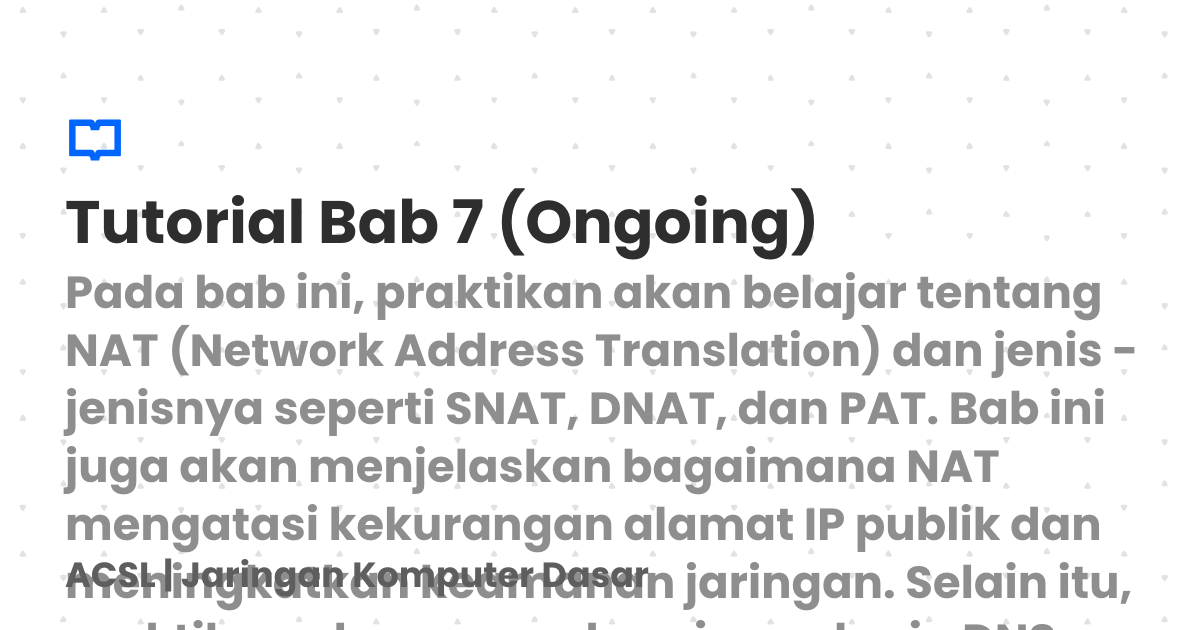 Tutorial Bab 7 (Ongoing)
Pada bab ini, praktikan akan belajar tentang
NAT (Network Address Translation) dan jenis -
jenisnya seperti SNAT, DNAT, dan PAT. Bab ini
juga akan menjelaskan bagaimana NAT
mengatasi kekurangan alamat IP publik dan
meningkatkan keamanan jaringan. Selain itu,
ACSL | Jaringan Komputer Dasar